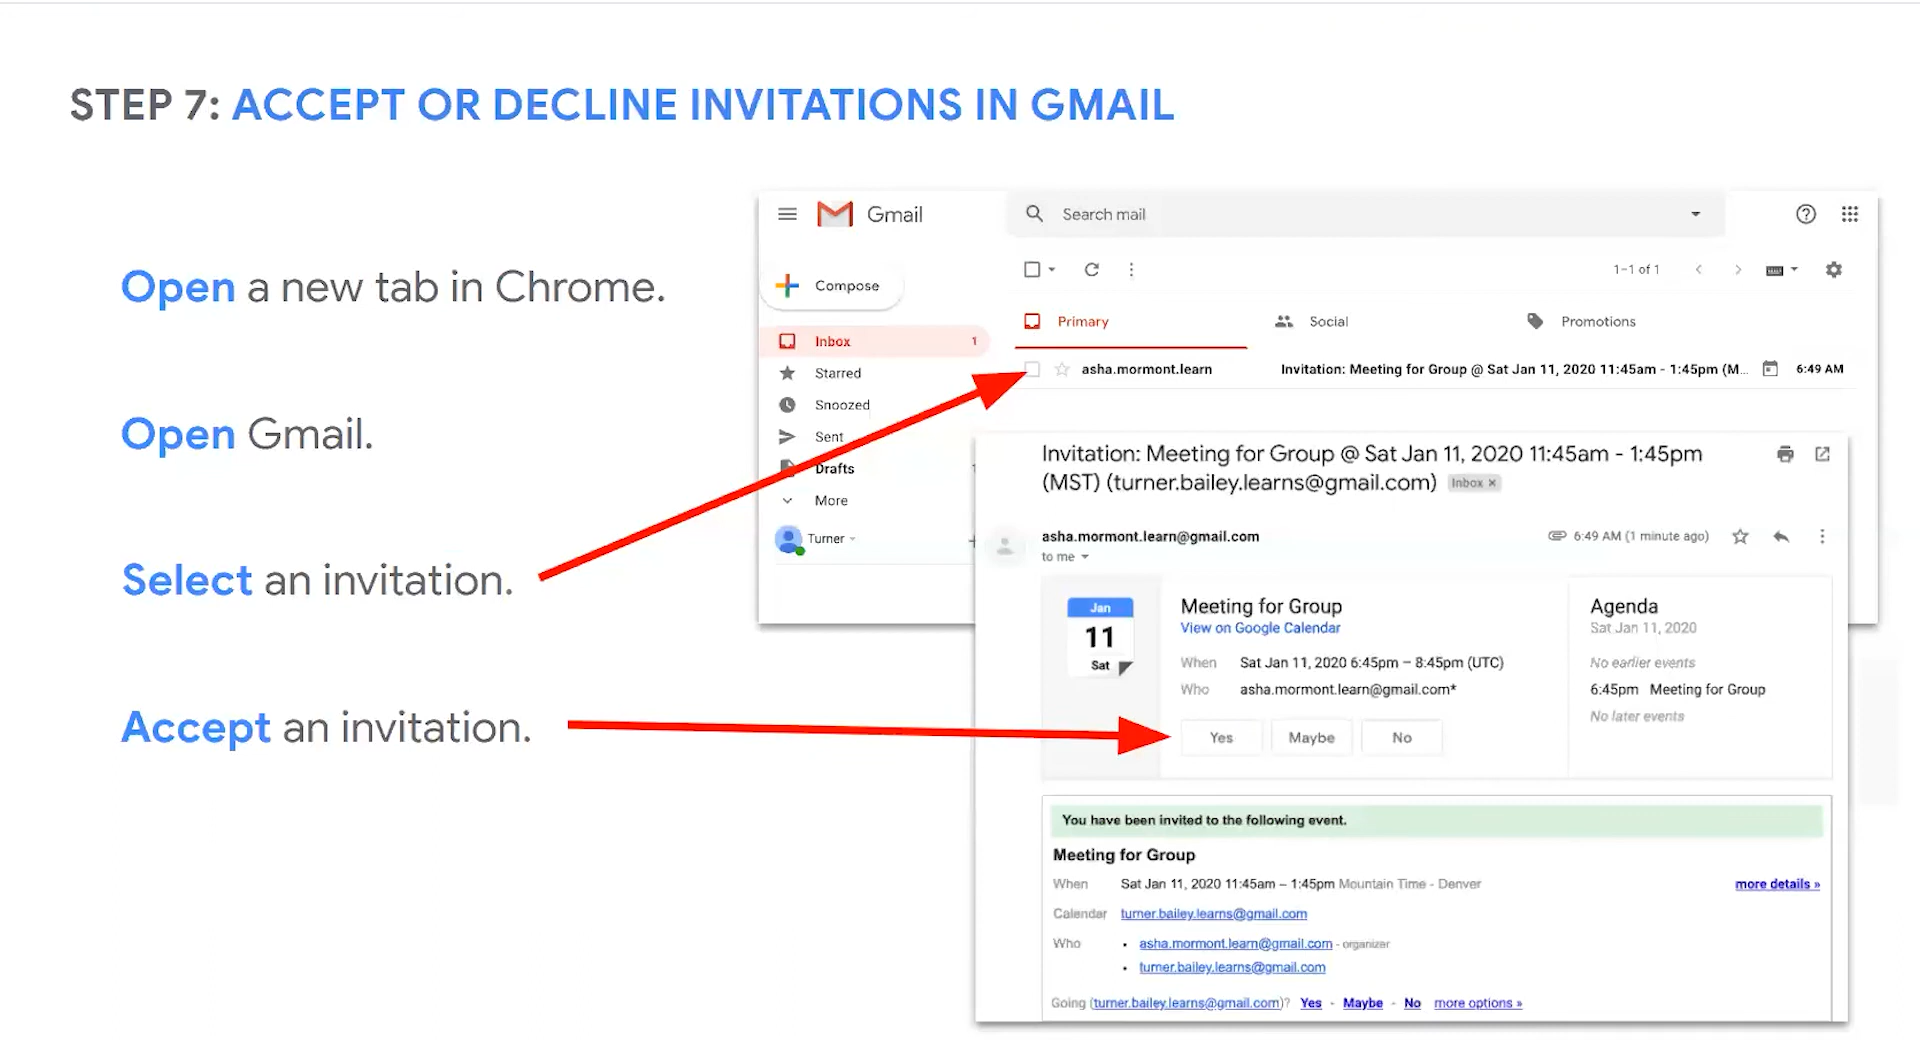 STEP 7: ACCEPT OR DECLINE INVITATIONS IN GMAIL
Open a new tab in Chrome.
Open Gmail.
Select an invitation.
Accept an invitation.
Gmail
Search mail
Compose
1–1 of 1
Primary
Social
Promotions
Inbox 1
Starred
Snoozed
Sent
Drafts
More
Turner
asha.mormont.learn Invitation: Meeting for Group @ Sat Jan 11, 2020 11:45am - 1:45pm (M... 6:49 AM
Invitation: Meeting for Group @ Sat Jan 11, 2020 11:45am - 1:45pm
(MST) (turner.bailey.learns@gmail.com) Inbox ×
asha.mormont.learn@gmail.com 6:49 AM (1 minute ago)
to me
Jan
11
Sat
Meeting for Group
View on Google Calendar
When Sat Jan 11, 2020 6:45pm – 8:45pm (UTC)
Who asha.mormont.learn@gmail.com*
Yes Maybe No
Agenda
Sat Jan 11, 2020
No earlier events
6:45pm Meeting for Group
No later events
You have been invited to the following event.
Meeting for Group
When Sat Jan 11, 2020 11:45am – 1:45pm Mountain Time - Denver
more details »
Calendar turner.bailey.learns@gmail.com
Who • asha.mormont.learn@gmail.com - organizer
• turner.bailey.learns@gmail.com
Going (turner.bailey.learns@gmail.com)? Yes - Maybe - No more options »